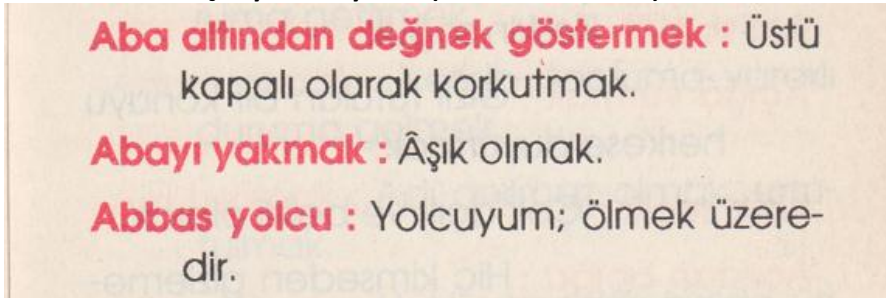 Aba altından değnek göstermek : Üstü
kapalı olarak korkutmak.
Abayı yakmak : Âşık olmak.
Abbas yolcu : Yolcuyum; ölmek üzere-
dir.